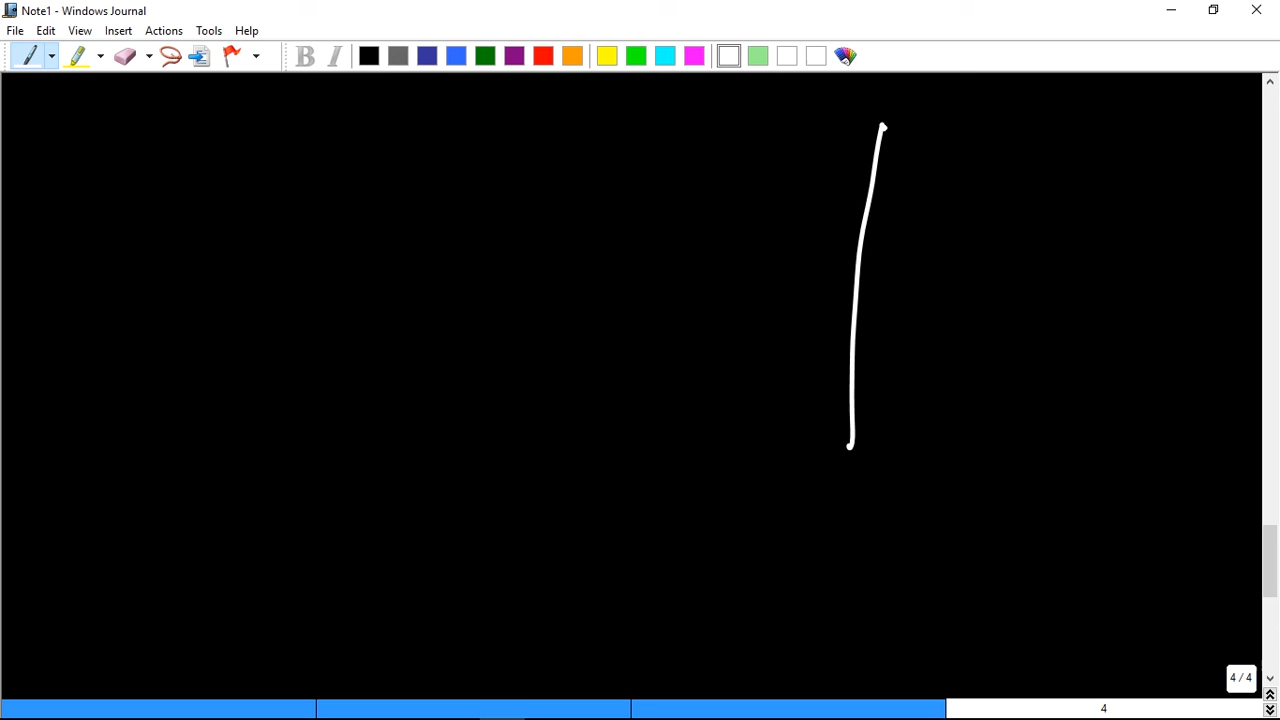 Note1 - Windows Journal
File Edit View Insert Actions Tools Help
B I
4 / 4
4